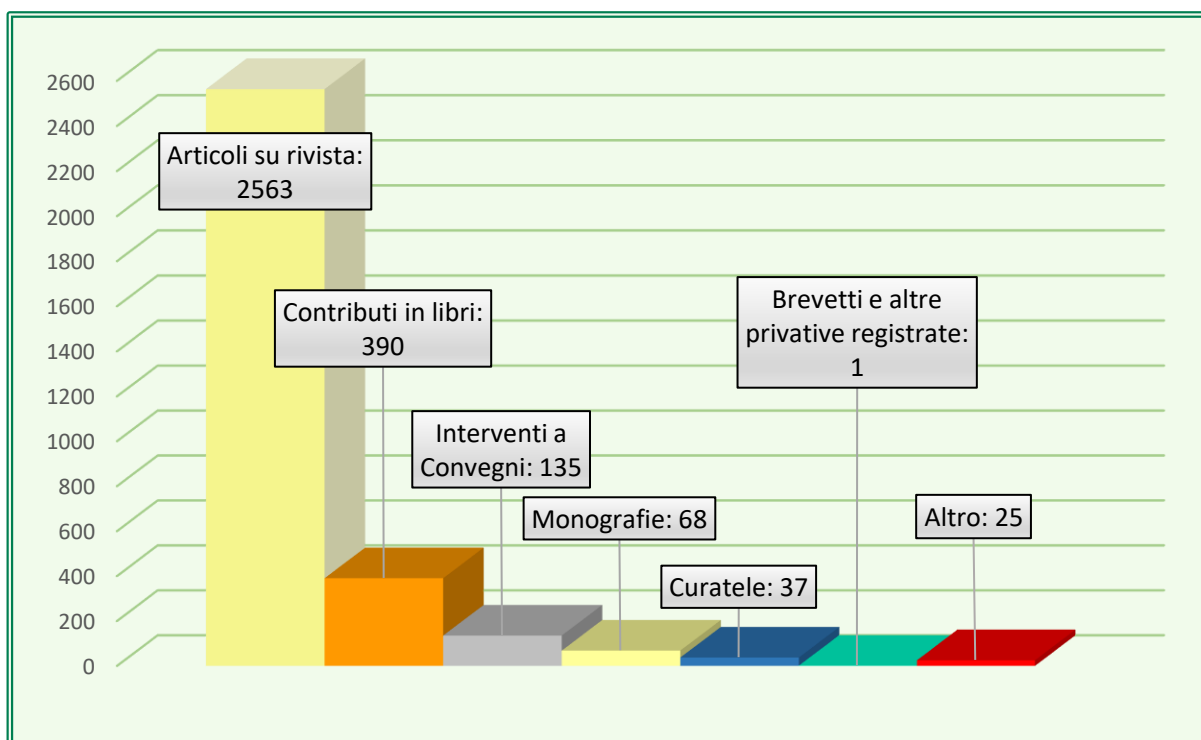 2600
2400
2200
2000
1800
1600
1400
1200
1000
800
600
400
200
0
Articoli su rivista:
2563
Contributi in libri:
390
Interventi a
Convegni: 135
Monografie: 68
Curatele: 37
Brevetti e altre
privative registrate:
1
Altro: 25